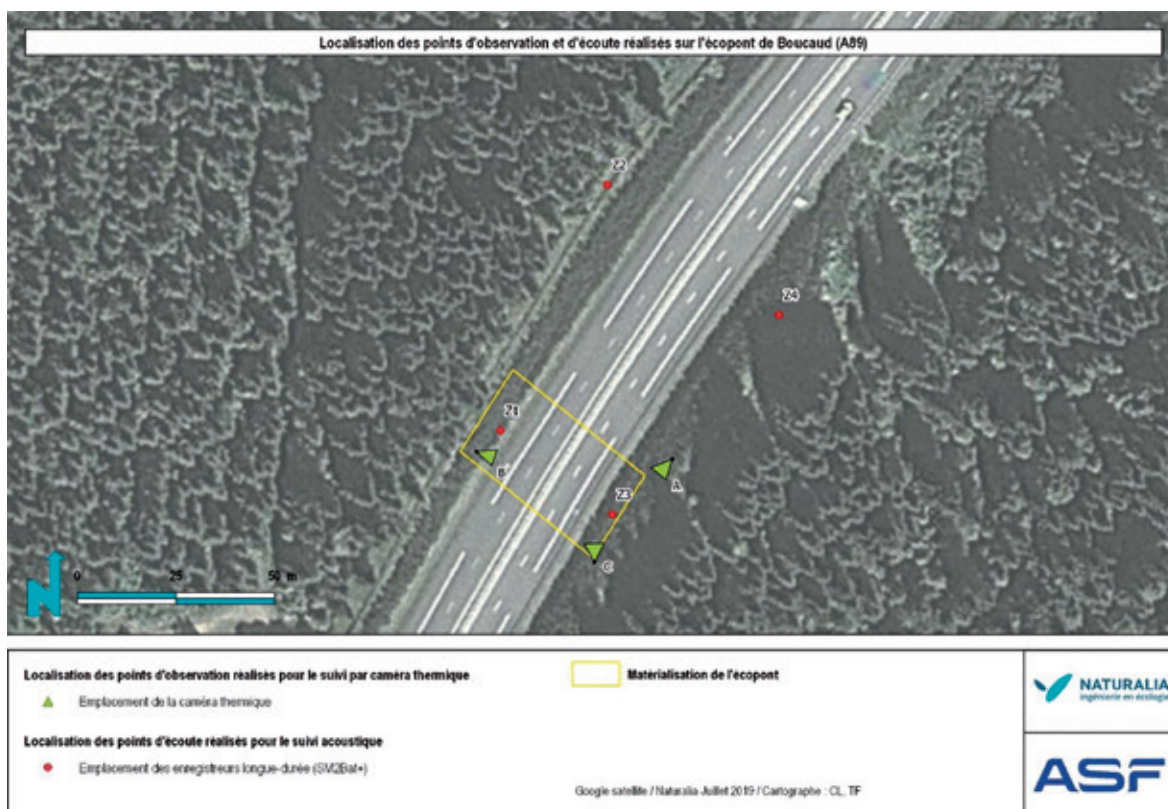 Localisation des points d'observation et d'écoute réalisés sur l'écopont de Boucaud (A89)
Z2
Z4
Z1
B
Z3
A
C
N
0 25 50 m
Localisation des points d'observation réalisés pour le suivi par caméra thermique
Emplacement de la caméra thermique
Localisation des points d'écoute réalisés pour le suivi acoustique
Emplacement des enregistreurs longue-durée (SM2Bat+)
Matérialisation de l'écopont
Google satellite / Naturalia Juillet 2019 / Cartographe : CL, TF
NATURALIA
ingénierie en écologie
ASF